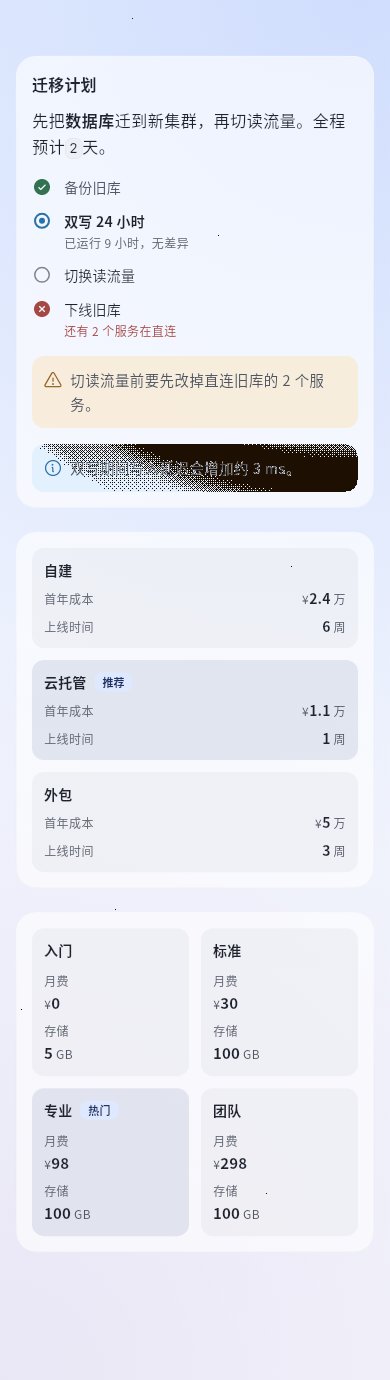 迁移计划
先把数据库迁到新集群，再切读流量。全程
预计 2 天。
备份旧库
双写 24 小时
已运行 9 小时，无差异
切换读流量
下线旧库
还有 2 个服务在直连
切读流量前要先改掉直连旧库的 2 个服
务。
会增加约 3 ms。
自建
首年成本 ¥2.4 万
上线时间 6 周
云托管 推荐
首年成本 ¥1.1 万
上线时间 1 周
外包
首年成本 ¥5 万
上线时间 3 周
入门
月费
¥0
存储
5 GB
标准
月费
¥30
存储
100 GB
专业 热门
月费
¥98
存储
100 GB
团队
月费
¥298
存储
100 GB